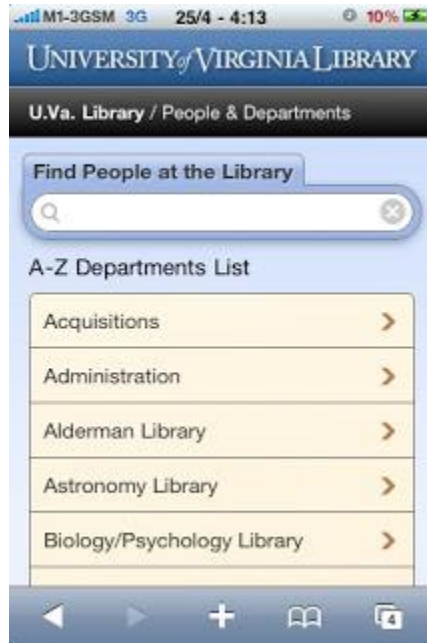 M1-3GSM 3G 25/4 - 4:13 10%
UNIVERSITY of VIRGINIA LIBRARY
U.Va. Library / People & Departments
Find People at the Library
A-Z Departments List
Acquisitions
Administration
Alderman Library
Astronomy Library
Biology/Psychology Library
4